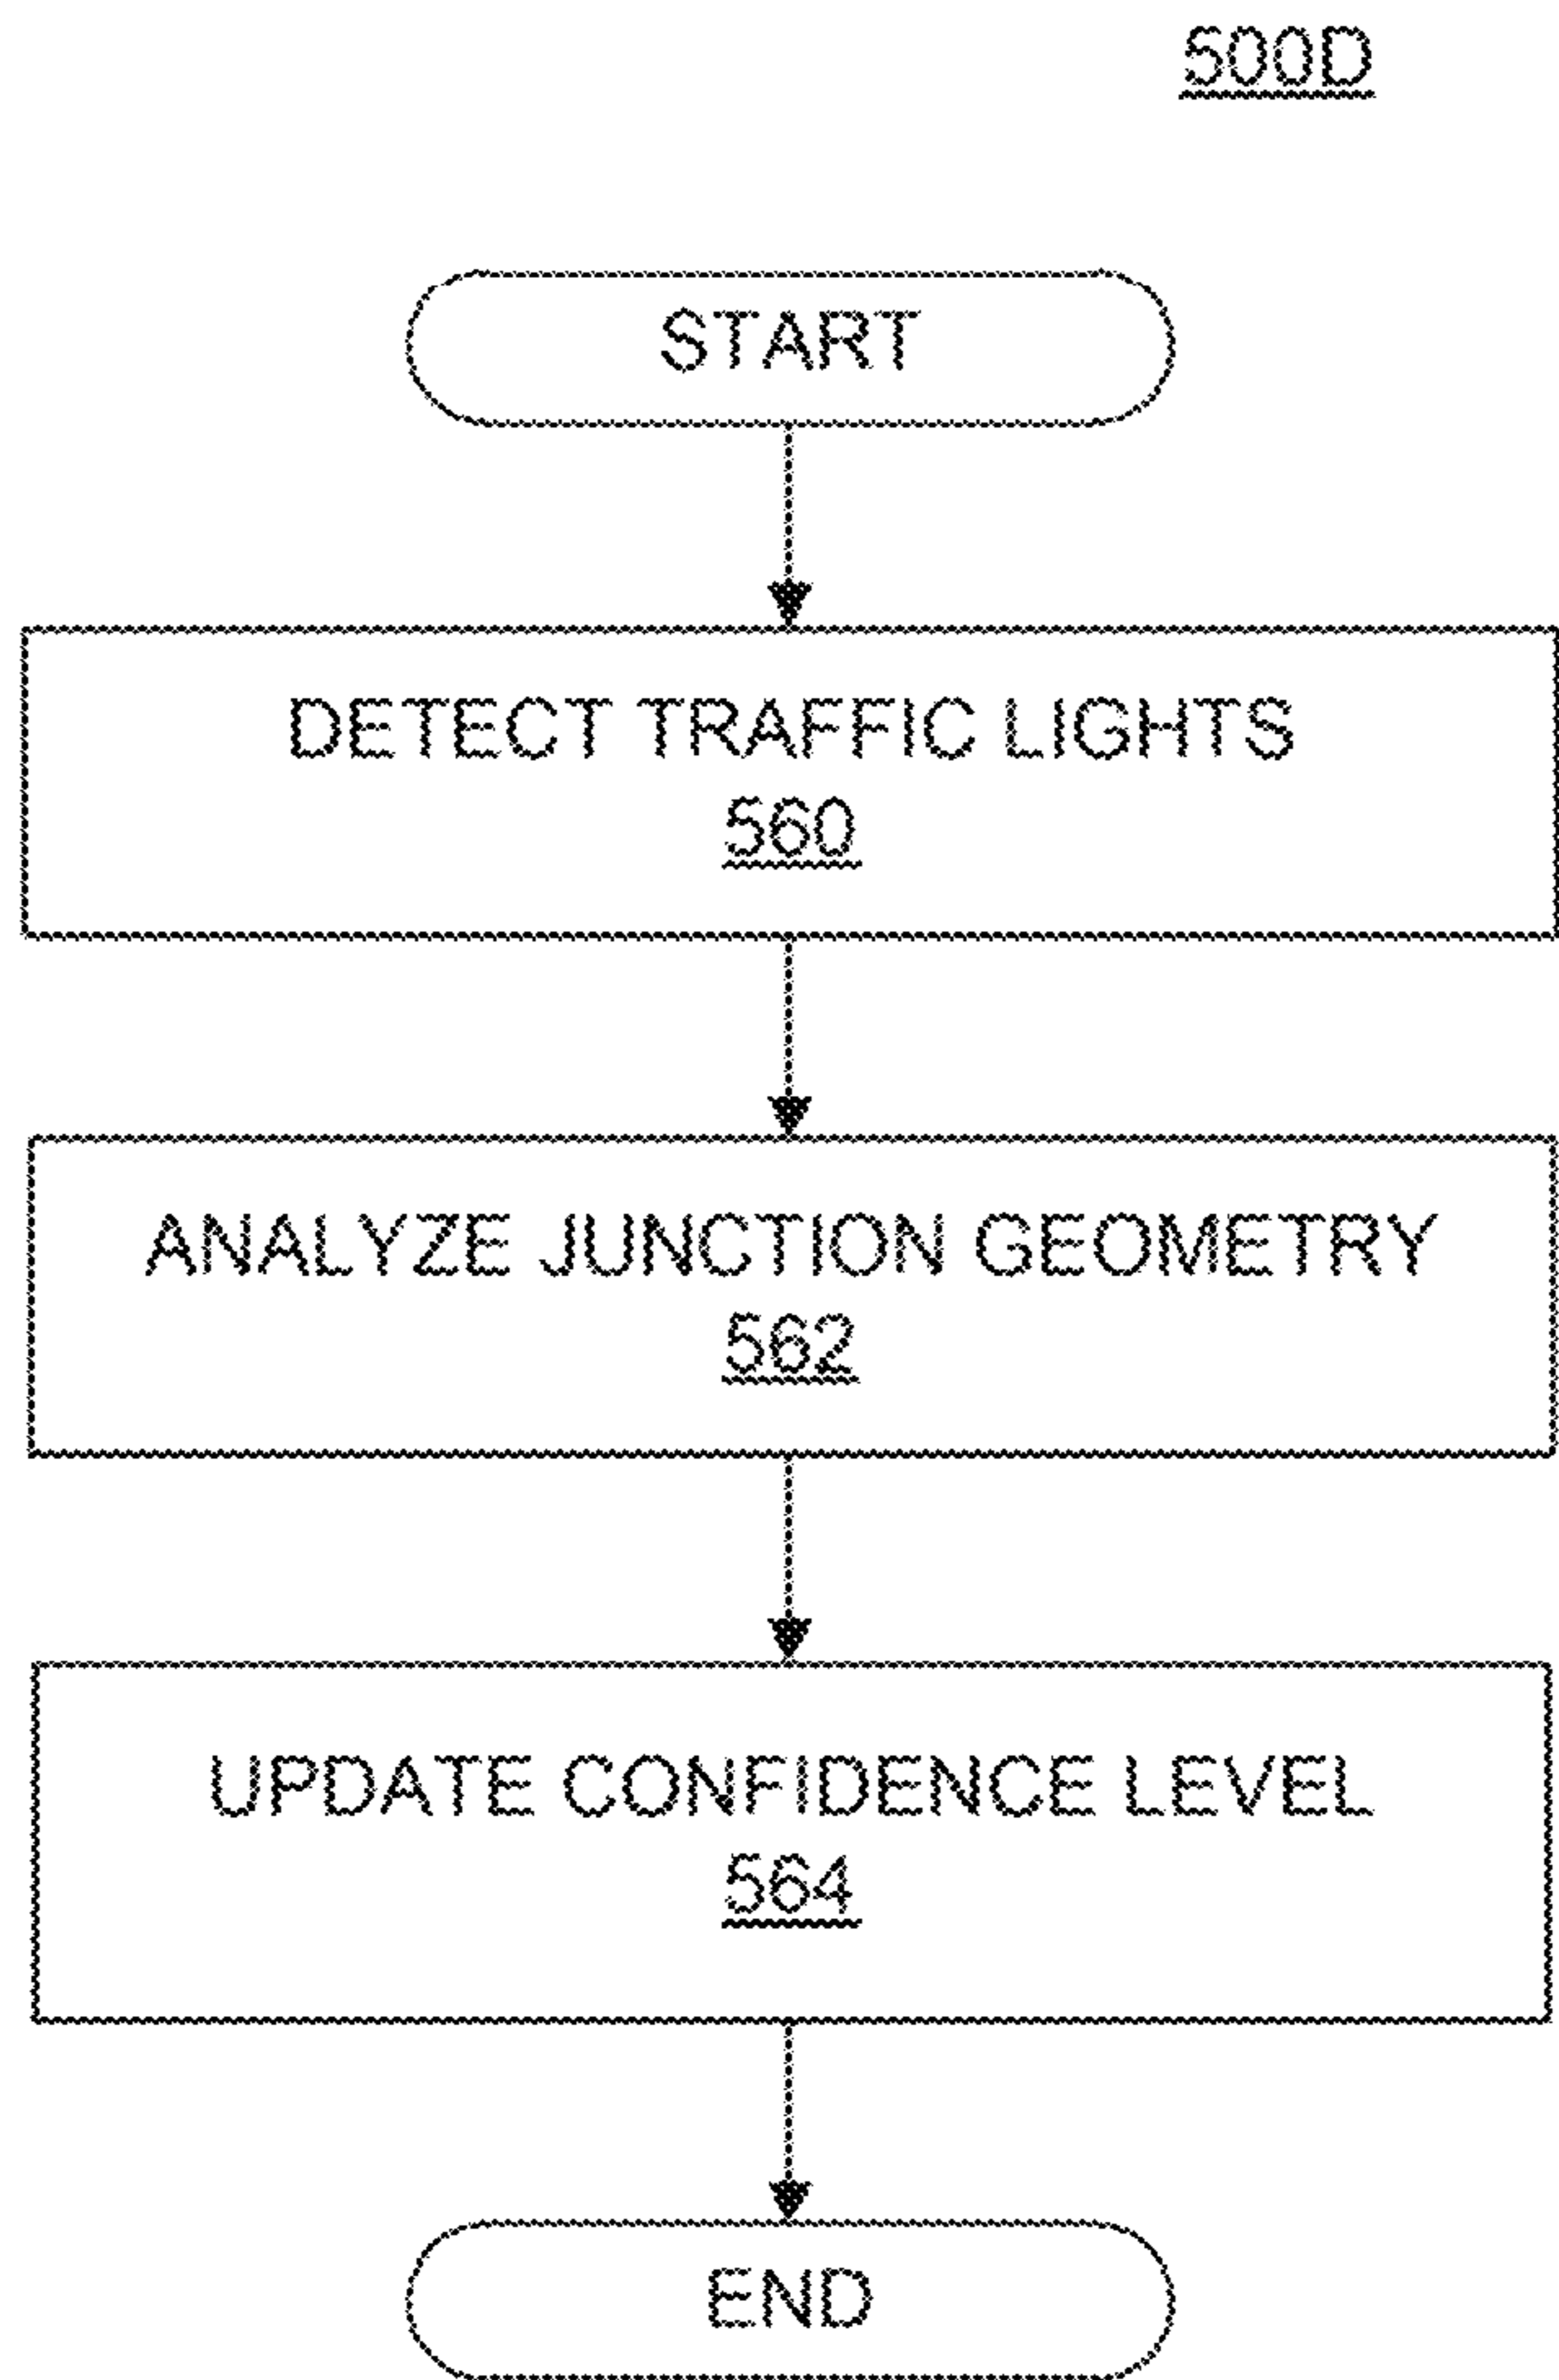 500D
START
DETECT TRAFFIC LIGHTS
560
ANALYZE JUNCTION GEOMETRY
562
UPDATE CONFIDENCE LEVEL
564
END